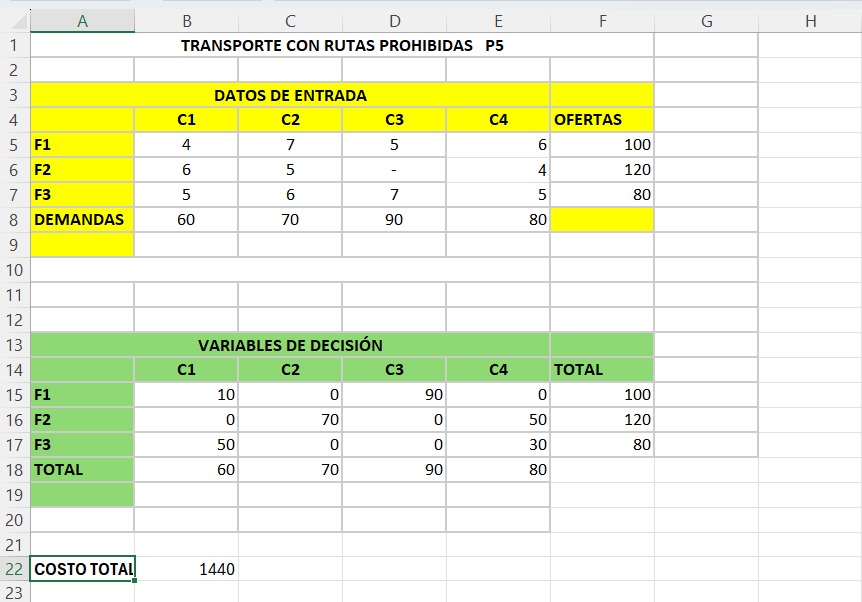 A B C D E F G H
1 TRANSPORTE CON RUTAS PROHIBIDAS P5
2
3 DATOS DE ENTRADA
4 C1 C2 C3 C4 OFERTAS
5 F1 4 7 5 6 100
6 F2 6 5 - 4 120
7 F3 5 6 7 5 80
8 DEMANDAS 60 70 90 80
9
10
11
12
13 VARIABLES DE DECISIÓN
14 C1 C2 C3 C4 TOTAL
15 F1 10 0 90 0 100
16 F2 0 70 0 50 120
17 F3 50 0 0 30 80
18 TOTAL 60 70 90 80
19
20
21
22 COSTO TOTAL 1440
23